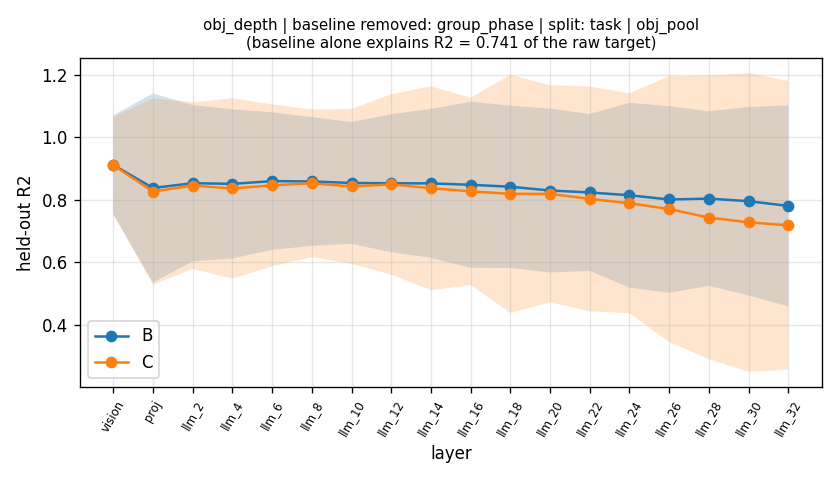 obj_depth | baseline removed: group_phase | split: task | obj_pool
(baseline alone explains R2 = 0.741 of the raw target)
1.2
1.0
0.8
0.6
0.4
held-out R2
B
C
vision
proj
llm_2
llm_4
llm_6
llm_8
llm_10
llm_12
llm_14
llm_16
llm_18
llm_20
llm_22
llm_24
llm_26
llm_28
llm_30
llm_32
layer